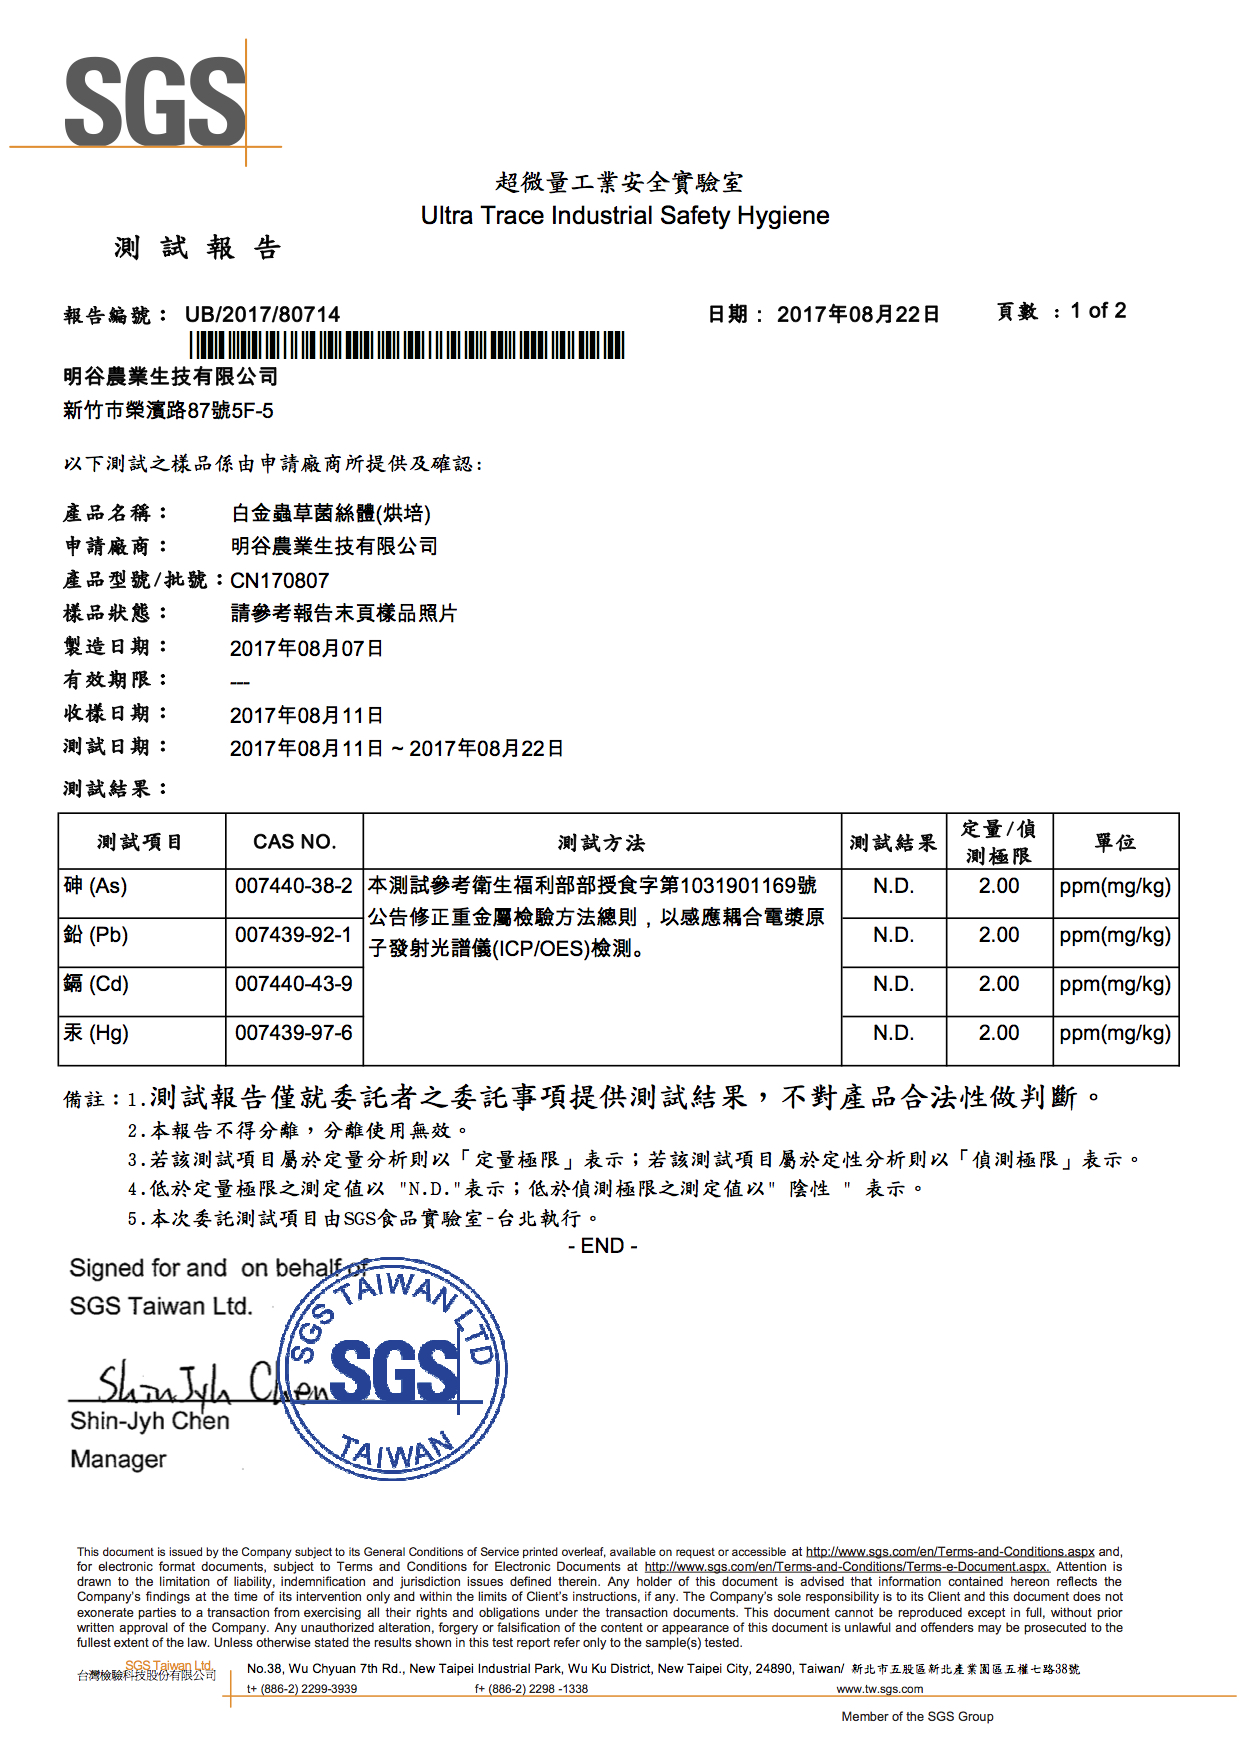 SGS
超微量工業安全實驗室
Ultra Trace Industrial Safety Hygiene
測 試 報 告
報告編號： UB/2017/80714 日期： 2017年08月22日 頁數 ：1 of 2
明谷農業生技有限公司
新竹市榮濱路87號5F-5
以下測試之樣品係由申請廠商所提供及確認:
產品名稱： 白金蟲草菌絲體(烘培)
申請廠商： 明谷農業生技有限公司
產品型號/批號：CN170807
樣品狀態： 請參考報告末頁樣品照片
製造日期： 2017年08月07日
有效期限： ---
收樣日期： 2017年08月11日
測試日期： 2017年08月11日 ~ 2017年08月22日
測試結果：
測試項目 CAS NO. 測試方法 測試結果 定量/偵測極限 單位
砷 (As) 007440-38-2 本測試參考衛生福利部部授食字第1031901169號 N.D. 2.00 ppm(mg/kg)
公告修正重金屬檢驗方法總則，以感應耦合電漿原
鉛 (Pb) 007439-92-1 子發射光譜儀(ICP/OES)檢測。 N.D. 2.00 ppm(mg/kg)
鎘 (Cd) 007440-43-9 N.D. 2.00 ppm(mg/kg)
汞 (Hg) 007439-97-6 N.D. 2.00 ppm(mg/kg)
備註：1.測試報告僅就委託者之委託事項提供測試結果，不對產品合法性做判斷。
2.本報告不得分離，分離使用無效。
3.若該測試項目屬於定量分析則以「定量極限」表示；若該測試項目屬於定性分析則以「偵測極限」表示。
4.低於定量極限之測定值以 "N.D."表示；低於偵測極限之測定值以" 陰性 " 表示。
5.本次委託測試項目由SGS食品實驗室-台北執行。
- END -
Signed for and on behalf of
SGS Taiwan Ltd.
Shin Jyh Chen
Shin-Jyh Chen
Manager
SGS TAIWAN LTD
SGS
TAIWAN
This document is issued by the Company subject to its General Conditions of Service printed overleaf, available on request or accessible at http://www.sgs.com/en/Terms-and-Conditions.aspx and,
for electronic format documents, subject to Terms and Conditions for Electronic Documents at http://www.sgs.com/en/Terms-and-Conditions/Terms-e-Document.aspx. Attention is
drawn to the limitation of liability, indemnification and jurisdiction issues defined therein. Any holder of this document is advised that information contained hereon reflects the
Company's findings at the time of its intervention only and within the limits of Client's instructions, if any. The Company's sole responsibility is to its Client and this document does not
exonerate parties to a transaction from exercising all their rights and obligations under the transaction documents. This document cannot be reproduced except in full, without prior
written approval of the Company. Any unauthorized alteration, forgery or falsification of the content or appearance of this document is unlawful and offenders may be prosecuted to the
fullest extent of the law. Unless otherwise stated the results shown in this test report refer only to the sample(s) tested.
SGS Taiwan Ltd.
台灣檢驗科技股份有限公司
No.38, Wu Chyuan 7th Rd., New Taipei Industrial Park, Wu Ku District, New Taipei City, 24890, Taiwan/ 新北市五股區新北產業園區五權七路38號
t+ (886-2) 2299-3939 f+ (886-2) 2298 -1338 www.tw.sgs.com
Member of the SGS Group